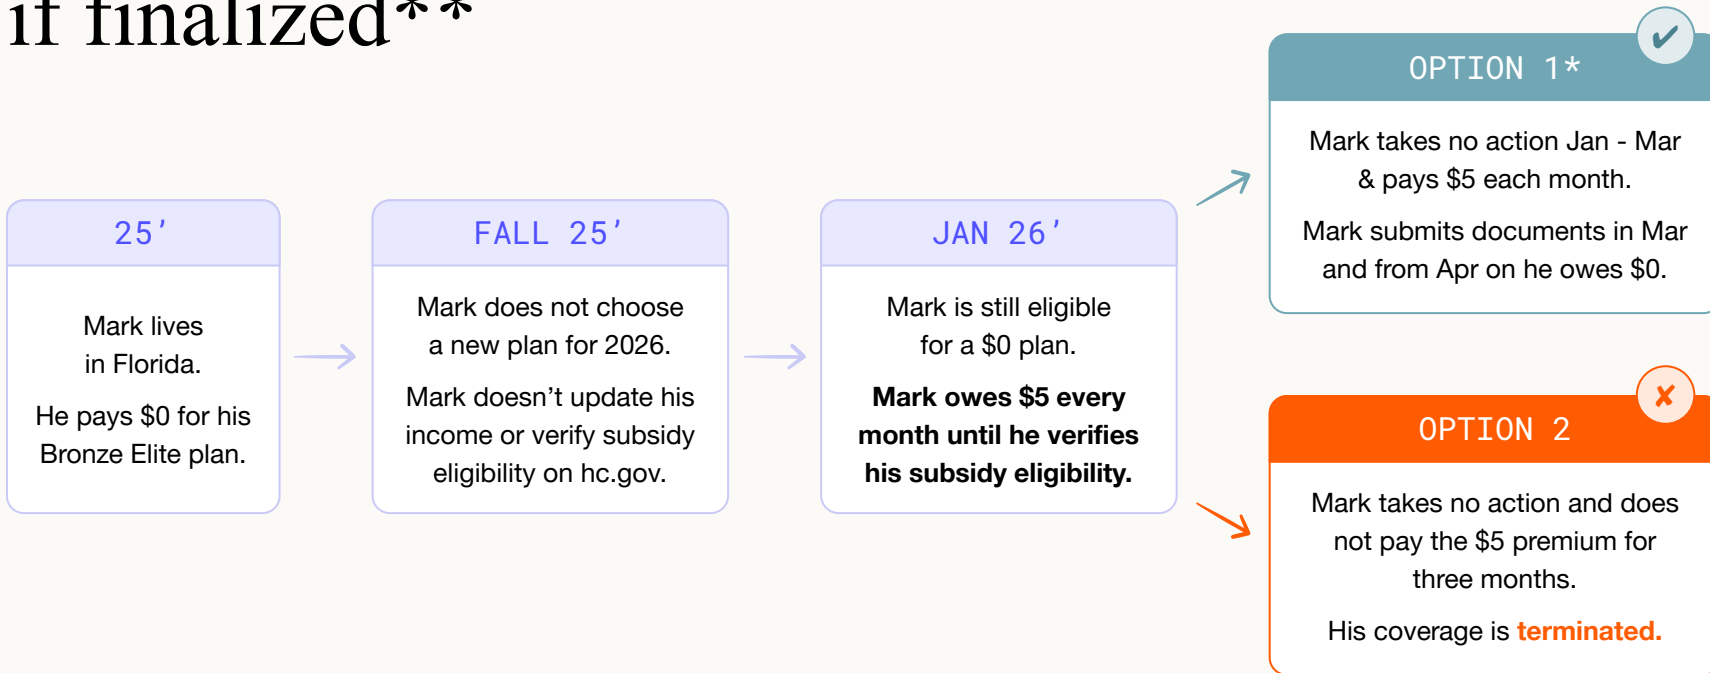 if finalized**
25’
Mark lives
in Florida.
He pays $0 for his
Bronze Elite plan.
FALL 25’
Mark does not choose
a new plan for 2026.
Mark doesn’t update his
income or verify subsidy
eligibility on hc.gov.
JAN 26’
Mark is still eligible
for a $0 plan.
Mark owes $5 every
month until he verifies
his subsidy eligibility.
OPTION 1*
Mark takes no action Jan - Mar
& pays $5 each month.
Mark submits documents in Mar
and from Apr on he owes $0.
OPTION 2
Mark takes no action and does
not pay the $5 premium for
three months.
His coverage is terminated.